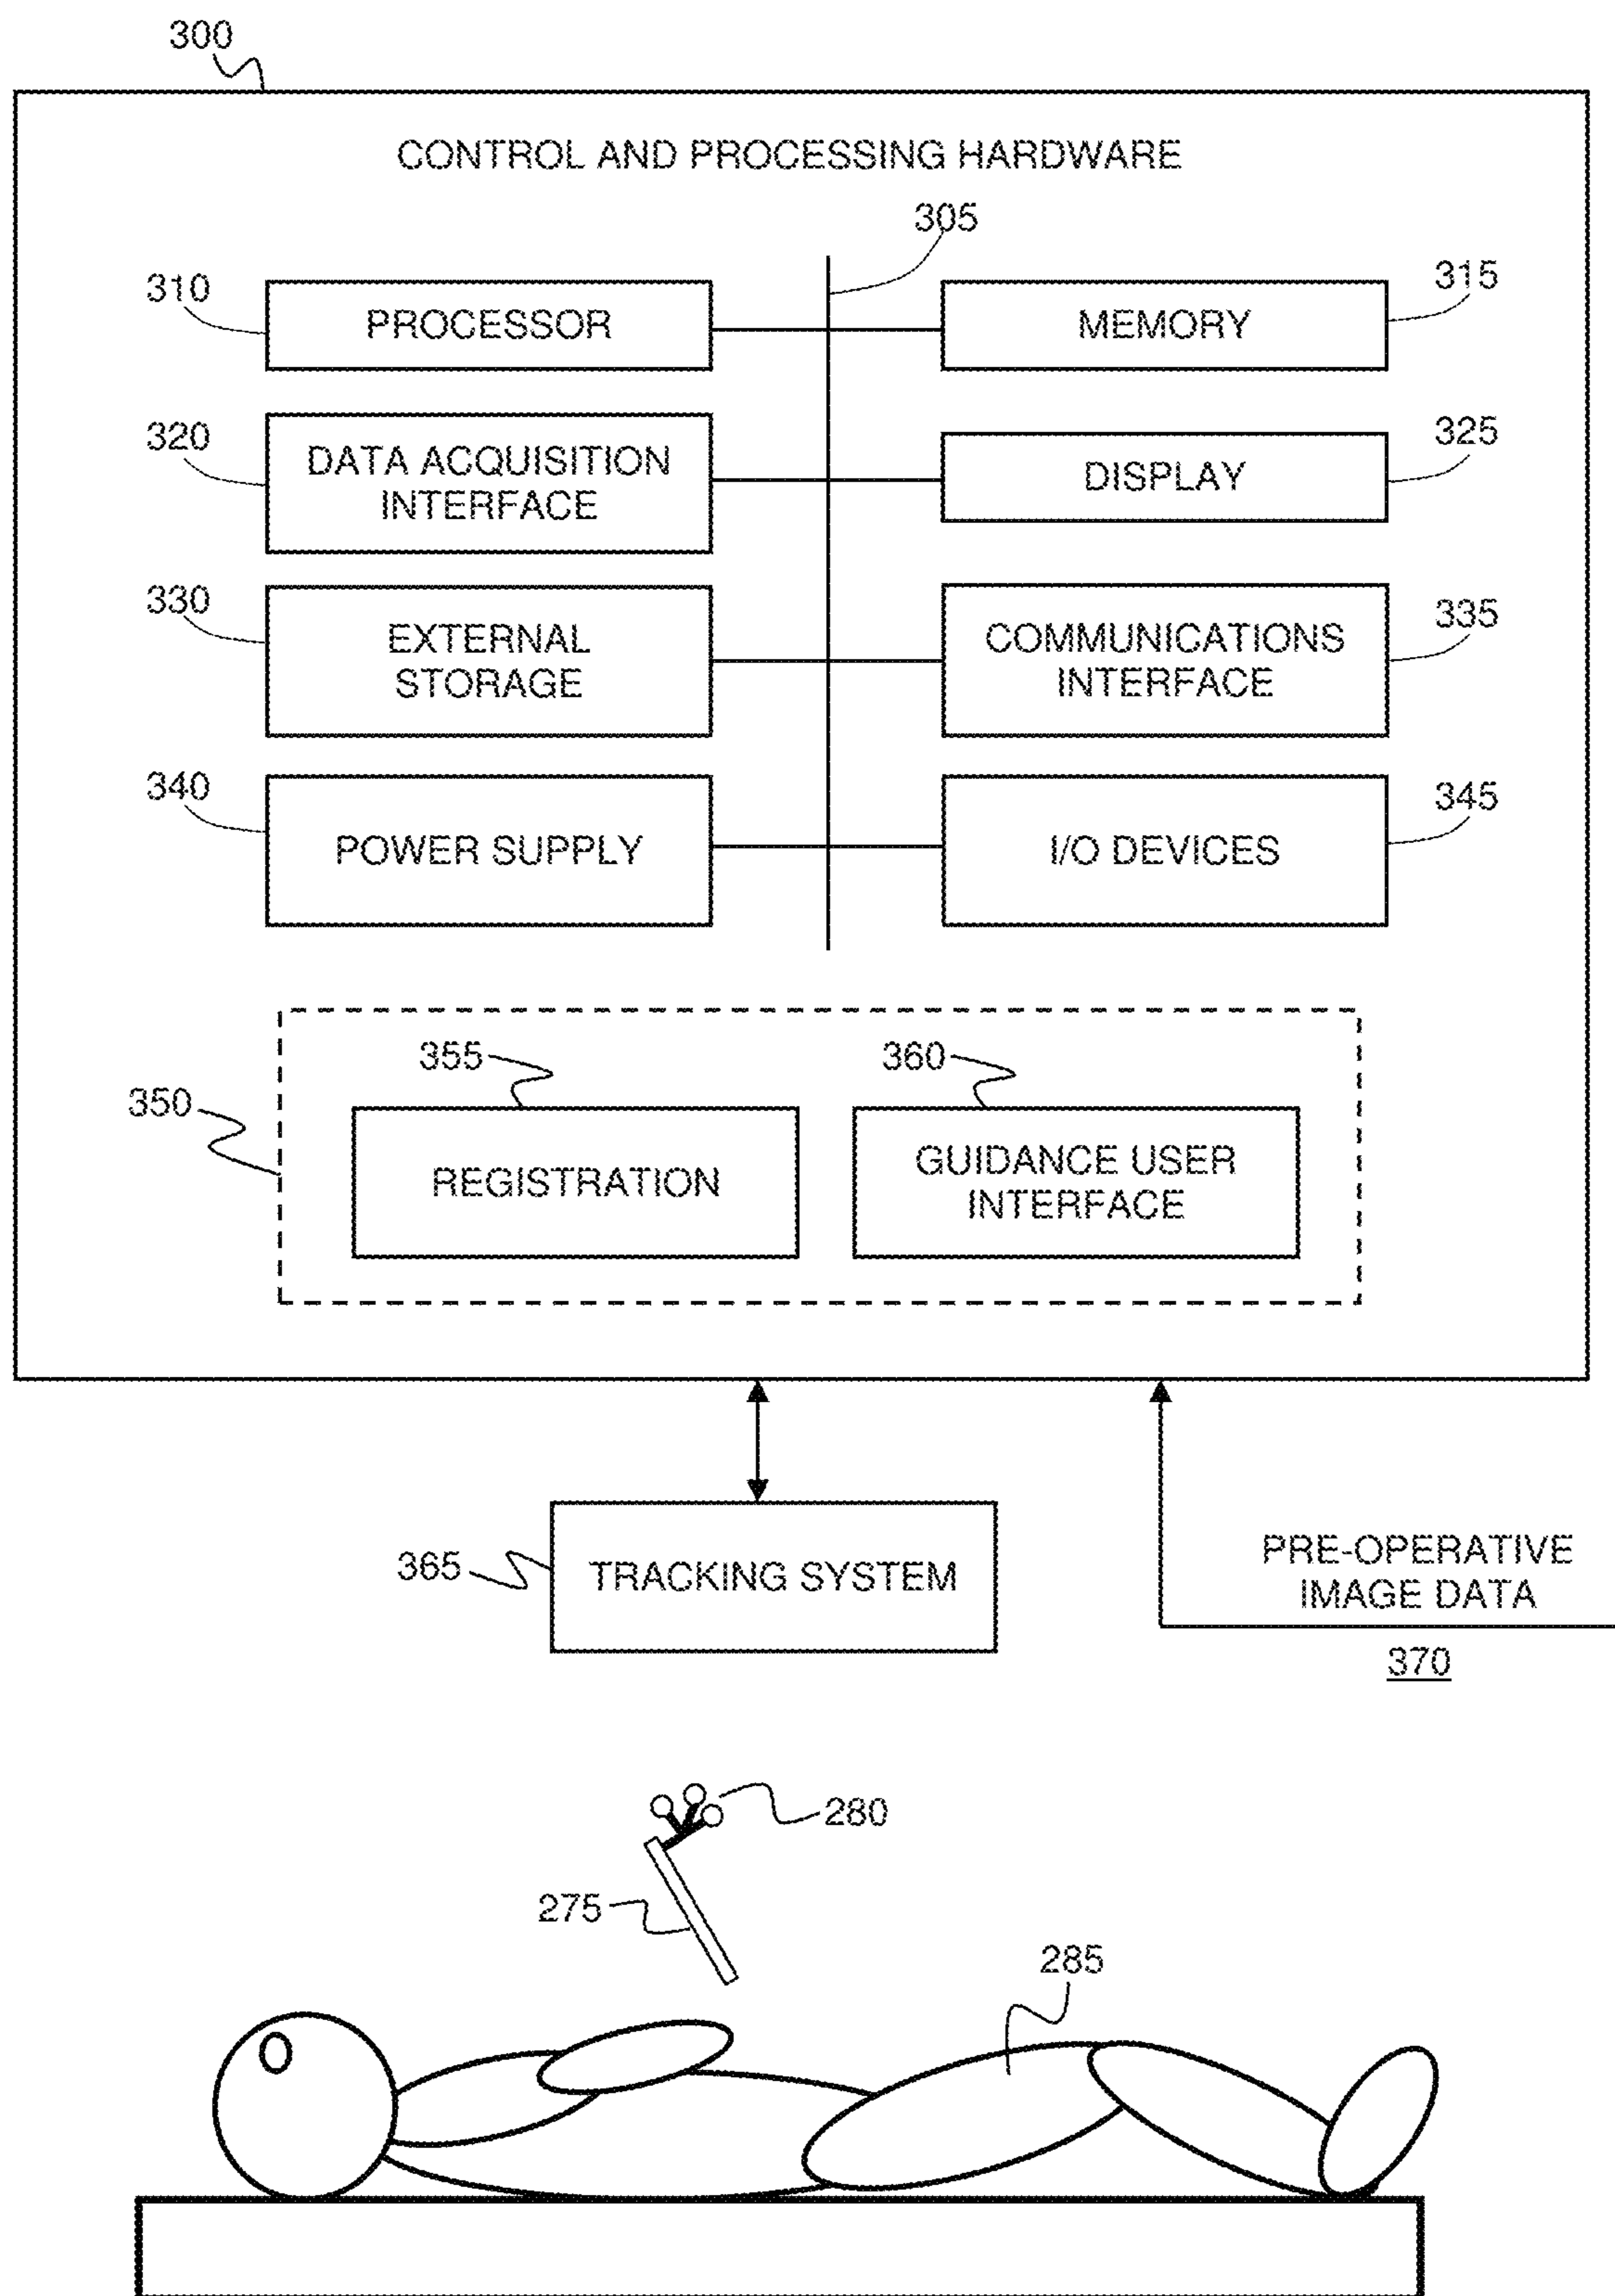 300
CONTROL AND PROCESSING HARDWARE
305
310
PROCESSOR
MEMORY
315
320
DATA ACQUISITION
INTERFACE
DISPLAY
325
330
EXTERNAL
STORAGE
COMMUNICATIONS
INTERFACE
335
340
POWER SUPPLY
I/O DEVICES
345
350
355
REGISTRATION
360
GUIDANCE USER
INTERFACE
365
TRACKING SYSTEM
PRE-OPERATIVE
IMAGE DATA
370
280
275
285